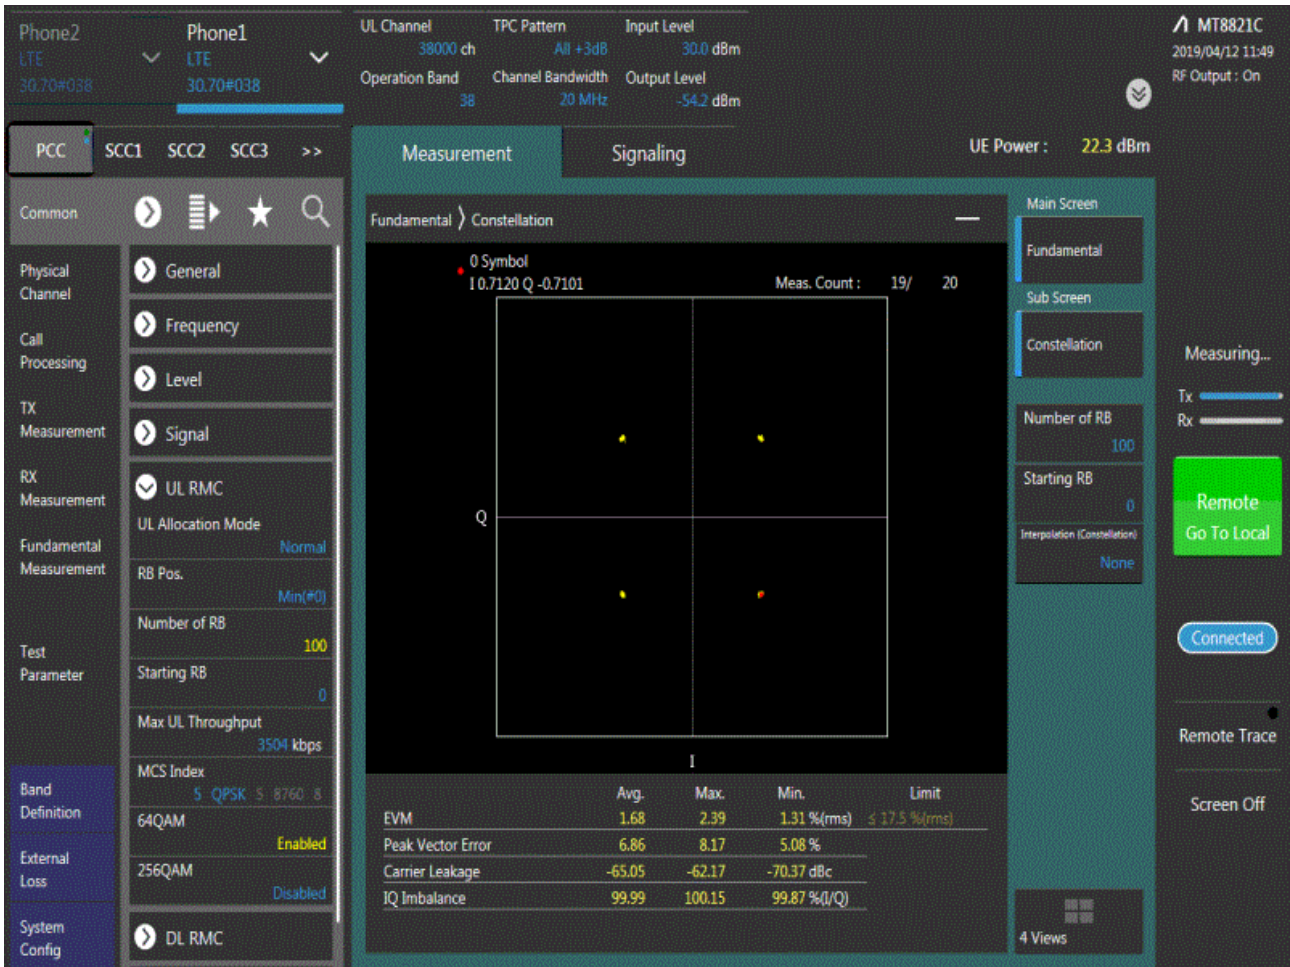 Phone2
LTE
30.70#038
Phone1
LTE
30.70#038
UL Channel
38000 ch
TPC Pattern
All +3dB
Input Level
30.0 dBm
Operation Band
38
Channel Bandwidth
20 MHz
Output Level
-54.2 dBm
MT8821C
2019/04/12 11:49
RF Output : On
PCC SCC1 SCC2 SCC3 >>
Measurement
Signaling
UE Power : 22.3 dBm
Common
Physical
Channel
Call
Processing
TX
Measurement
RX
Measurement
Fundamental
Measurement
Test
Parameter
Band
Definition
External
Loss
System
Config
General
Frequency
Level
Signal
UL RMC
UL Allocation Mode
Normal
RB Pos.
Min(#0)
Number of RB
100
Starting RB
0
Max UL Throughput
3504 kbps
MCS Index
5 QPSK 5 8760 8
64QAM
Enabled
256QAM
Disabled
DL RMC
Fundamental 〉 Constellation
0 Symbol
I 0.7120 Q -0.7101
Meas. Count : 19/ 20
Q
I
Avg. Max. Min. Limit
EVM 1.68 2.39 1.31 %(rms) ≤ 17.5 %(rms)
Peak Vector Error 6.86 8.17 5.08 %
Carrier Leakage -65.05 -62.17 -70.37 dBc
IQ Imbalance 99.99 100.15 99.87 %(I/Q)
Main Screen
Fundamental
Sub Screen
Constellation
Number of RB
100
Starting RB
0
Interpolation (Constellation)
None
4 Views
Measuring...
Tx
Rx
Remote
Go To Local
Connected
Remote Trace
Screen Off